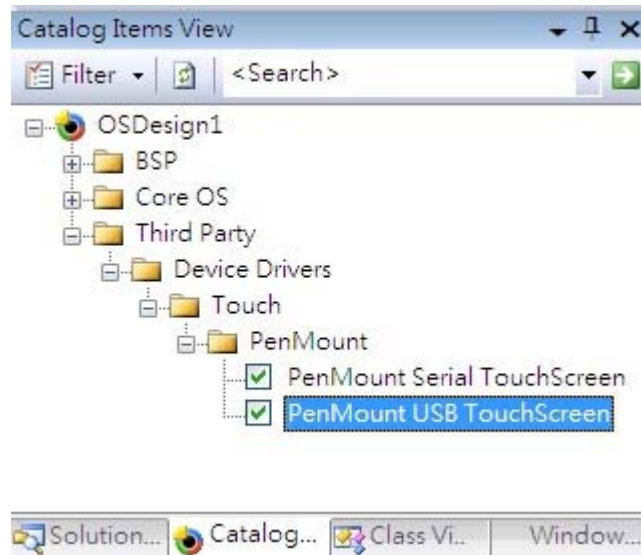 Catalog Items View
Filter <Search>
OSDesign1
BSP
Core OS
Third Party
Device Drivers
Touch
PenMount
PenMount Serial TouchScreen
PenMount USB TouchScreen
Solution... Catalog... Class Vi... Window...